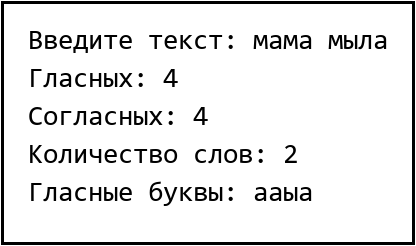 Введите текст: мама мыла
Гласных: 4
Согласных: 4
Количество слов: 2
Гласные буквы: ааыа